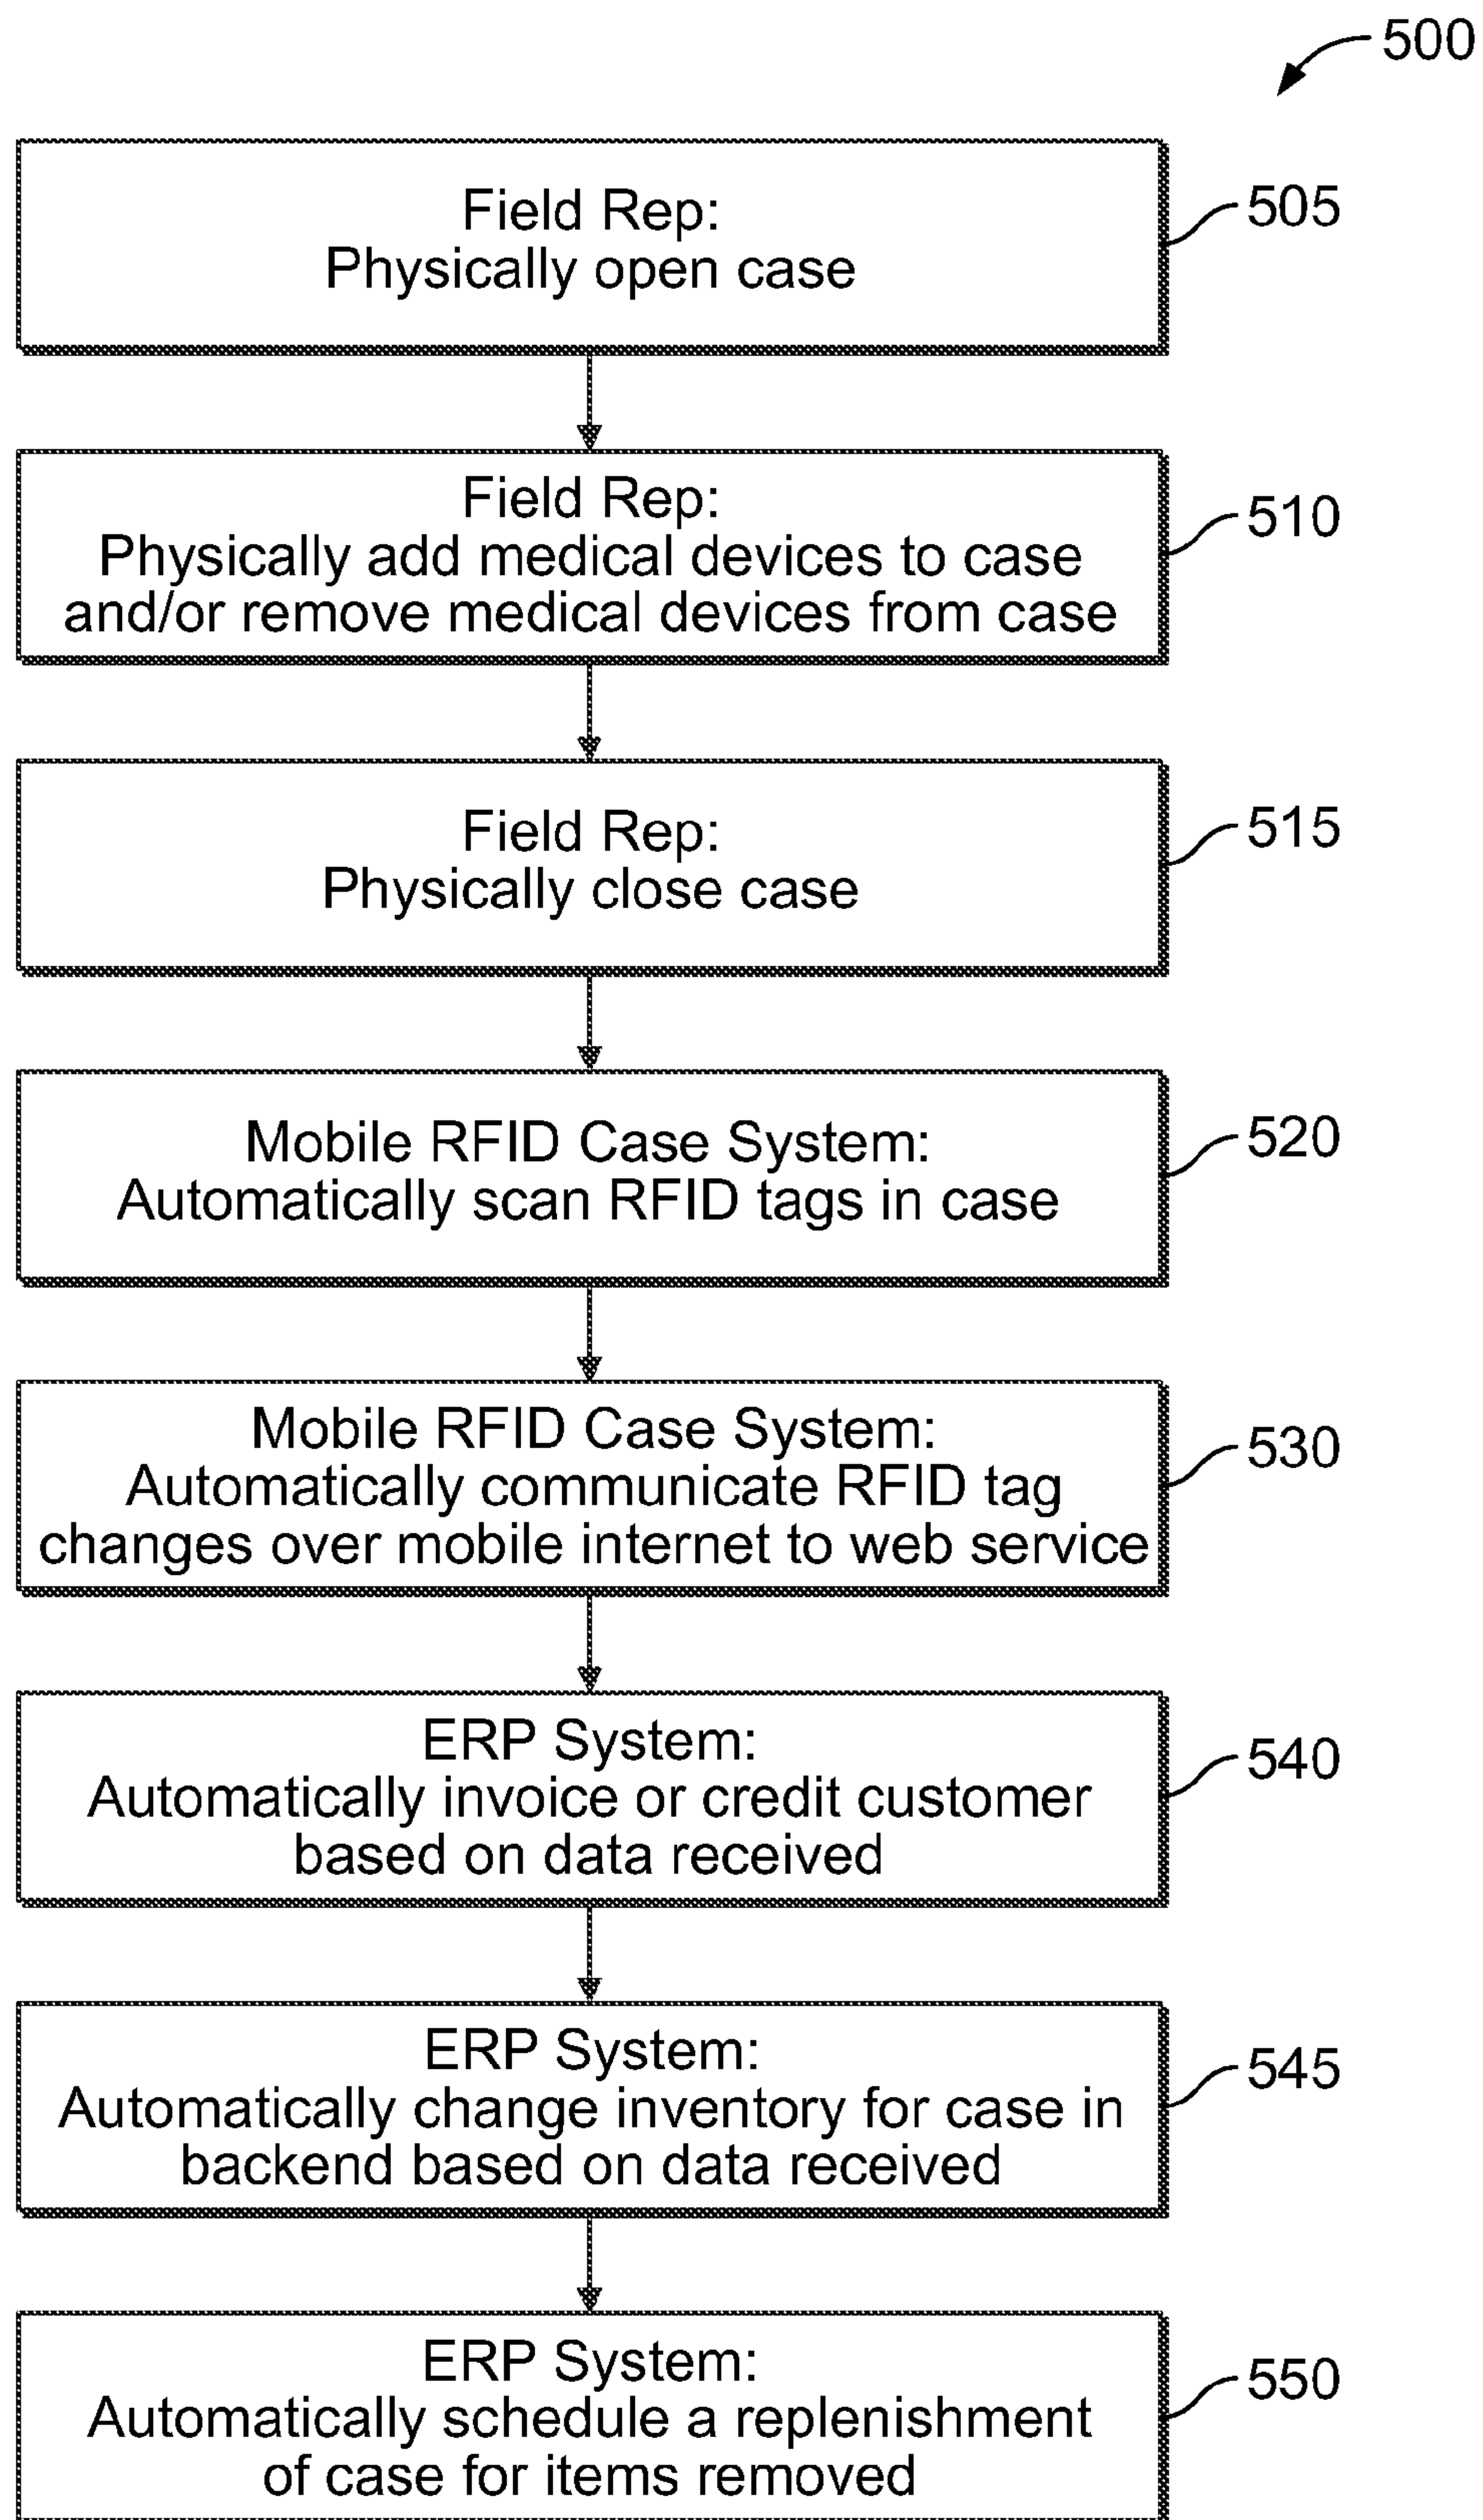 500
Field Rep:
Physically open case
505
Field Rep:
Physically add medical devices to case
and/or remove medical devices from case
510
Field Rep:
Physically close case
515
Mobile RFID Case System:
Automatically scan RFID tags in case
520
Mobile RFID Case System:
Automatically communicate RFID tag
changes over mobile internet to web service
530
ERP System:
Automatically invoice or credit customer
based on data received
540
ERP System:
Automatically change inventory for case in
backend based on data received
545
ERP System:
Automatically schedule a replenishment
of case for items removed
550